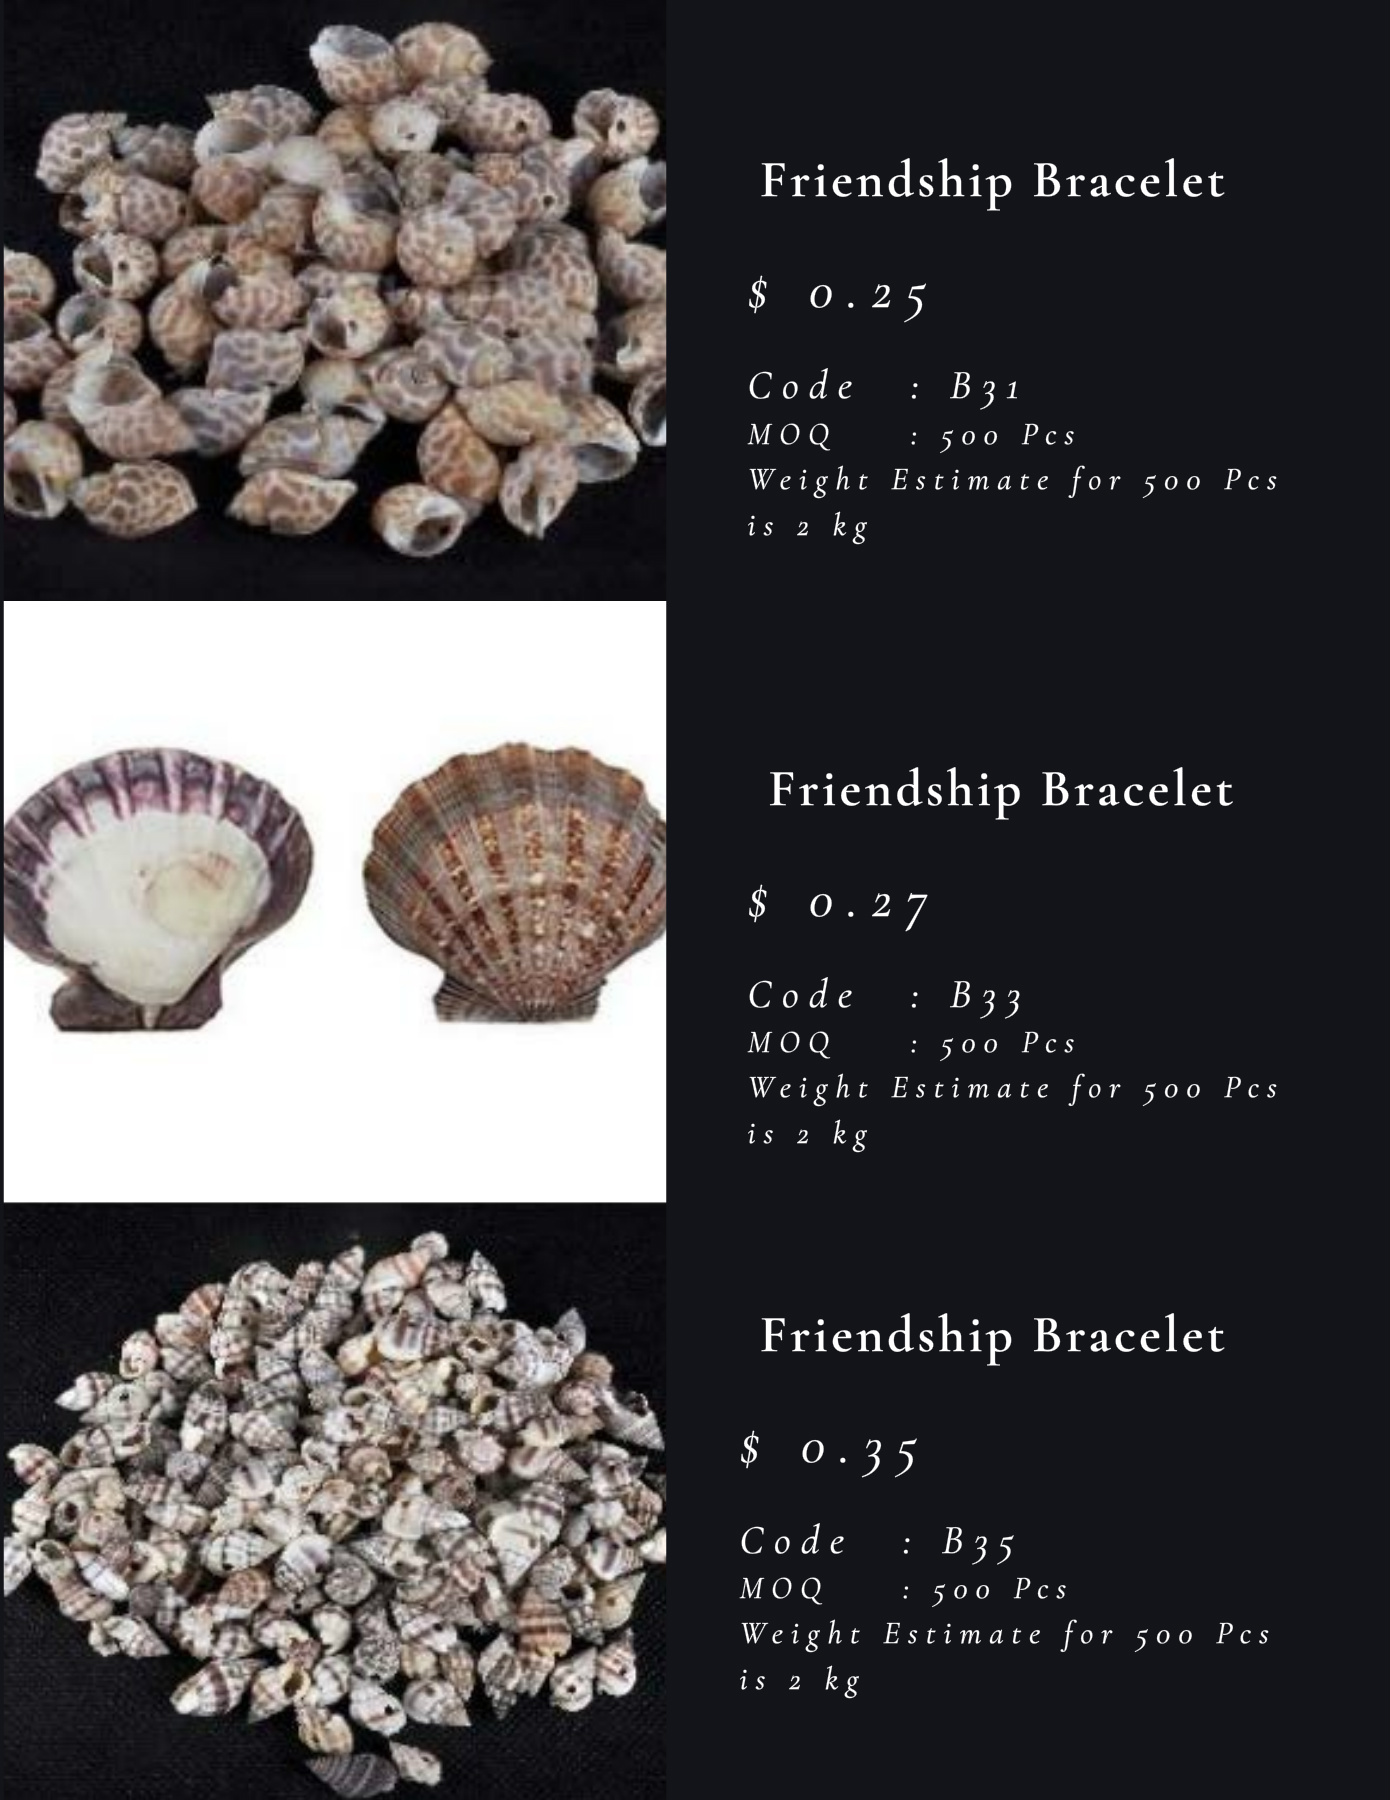 Friendship Bracelet
$ 0.25
Code : B31
MOQ : 500 Pcs
Weight Estimate for 500 Pcs
is 2 kg
Friendship Bracelet
$ 0.27
Code : B33
MOQ : 500 Pcs
Weight Estimate for 500 Pcs
is 2 kg
Friendship Bracelet
$ 0.35
Code : B35
MOQ : 500 Pcs
Weight Estimate for 500 Pcs
is 2 kg